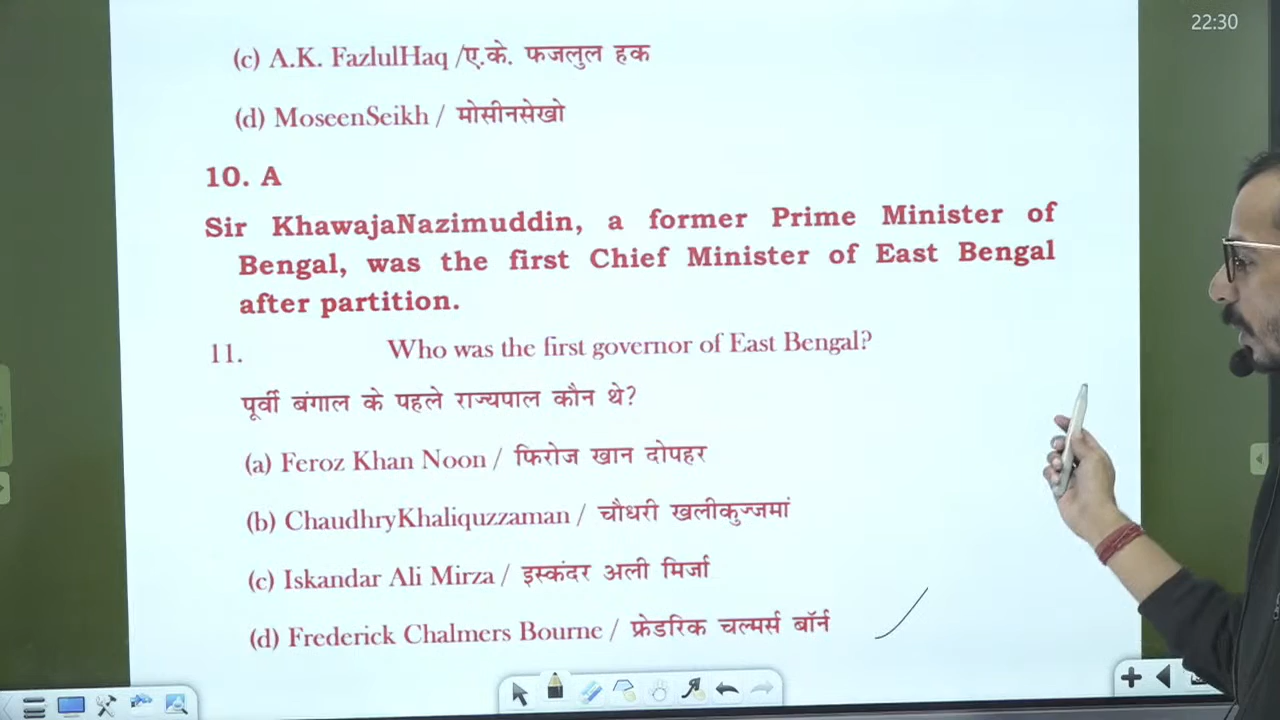 22:30
(c) A.K. FazlulHaq /ए.के. फजलुल हक
(d) MoseenSeikh / मोसीनसेखो
10. A
Sir KhawajaNazimuddin, a former Prime Minister of
Bengal, was the first Chief Minister of East Bengal
after partition.
11. Who was the first governor of East Bengal?
पूर्वी बंगाल के पहले राज्यपाल कौन थे?
(a) Feroz Khan Noon / फिरोज खान दोपहर
(b) ChaudhryKhaliquzzaman / चौधरी खलीकुज्जमां
(c) Iskandar Ali Mirza / इस्कंदर अली मिर्जा
(d) Frederick Chalmers Bourne / फ्रेडरिक चल्मर्स बॉर्न